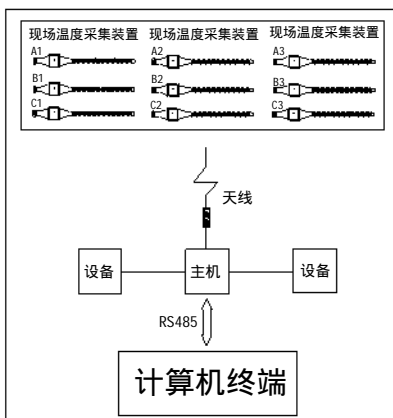 现场温度采集装置 现场温度采集装置 现场温度采集装置
A1 A2 A3
B1 B2 B3
C1 C2 C3
天线
设备 主机 设备
RS485
计算机终端